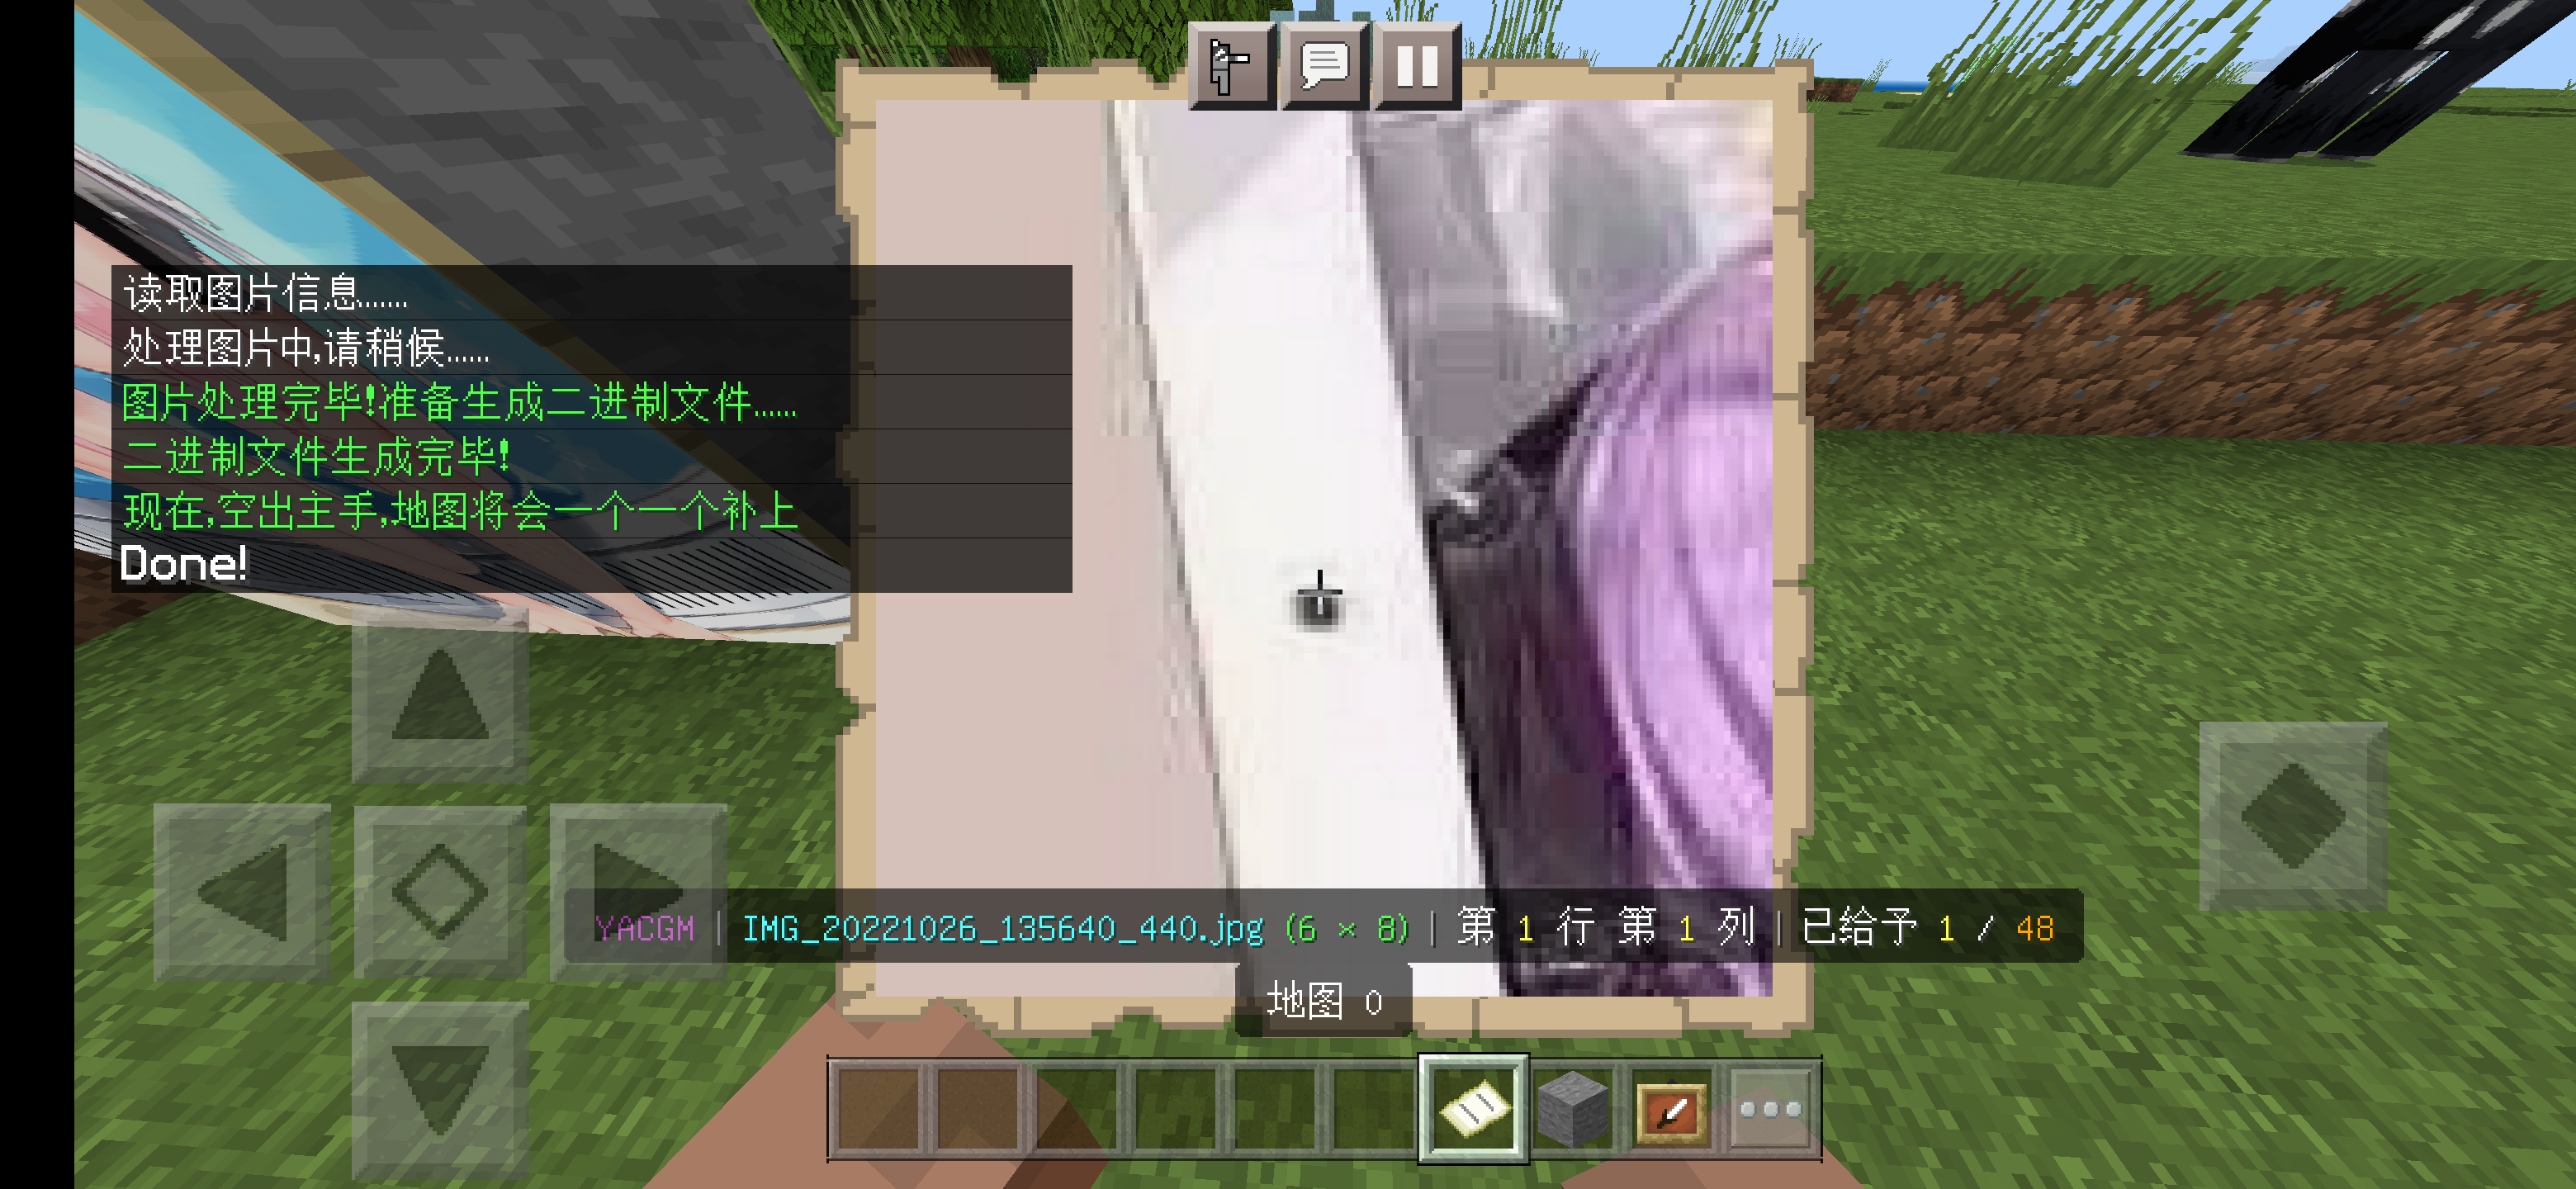 读取图片信息......
处理图片中,请稍候......
图片处理完毕!准备生成二进制文件......
二进制文件生成完毕!
现在,空出主手,地图将会一个一个补上
Done!
YACGM | IMG_20221026_135640_440.jpg (6 × 8) | 第 1 行 第 1 列 | 已给予 1 / 48
地图 0